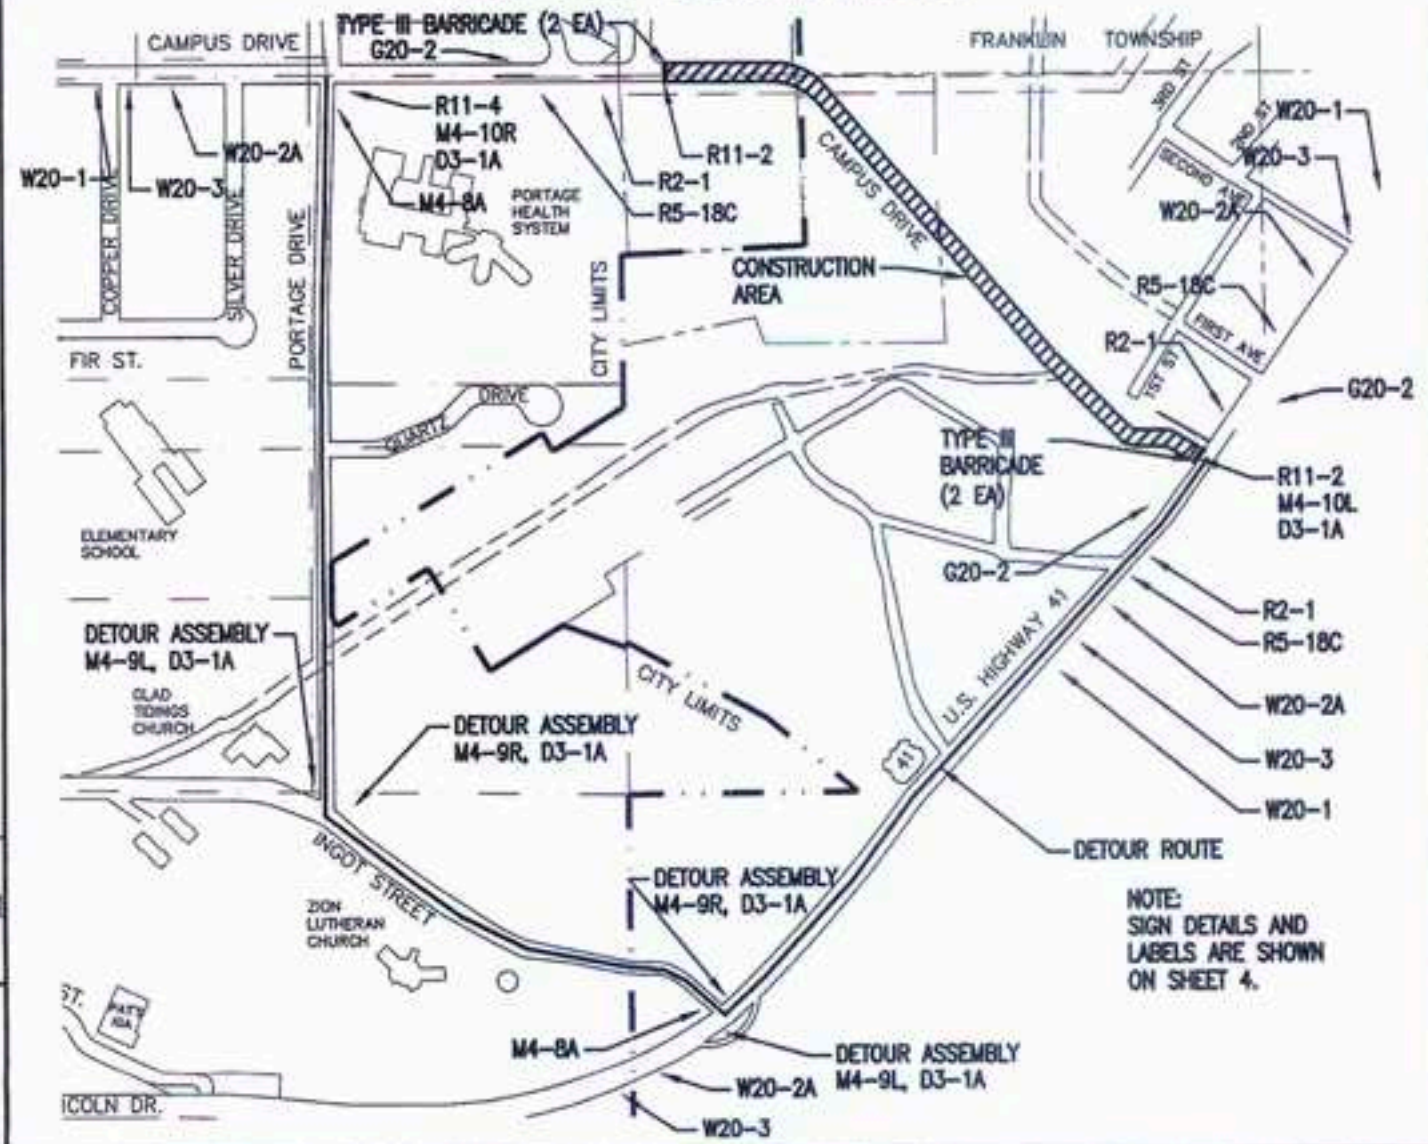 TYPE III BARRICADE (2 EA)
CAMPUS DRIVE
G20-2
FRANKLIN TOWNSHIP
3RD ST
2ND ST
W20-1
R11-4
M4-10R
D3-1A
M4-8A
W20-2A
W20-3
W20-1
R11-2
R2-1
R5-18C
CAMPUS DRIVE
SECOND AVE
W20-3
W20-2A
R5-18C
COPPER DRIVE
SILVER DRIVE
PORTAGE DRIVE
PORTAGE
HEALTH
SYSTEM
CITY LIMITS
CONSTRUCTION
AREA
FIRST AVE
R2-1
1ST ST
G20-2
FIR ST.
QUARTZ DRIVE
TYPE III
BARRICADE
(2 EA)
R11-2
M4-10L
D3-1A
ELEMENTARY
SCHOOL
G20-2
R2-1
R5-18C
W20-2A
W20-3
W20-1
DETOUR ASSEMBLY
M4-9L, D3-1A
GLAD
TIDINGS
CHURCH
CITY LIMITS
U.S. HIGHWAY 41
41
DETOUR ASSEMBLY
M4-9R, D3-1A
DETOUR ROUTE
INGOT STREET
DETOUR ASSEMBLY
M4-9R, D3-1A
NOTE:
SIGN DETAILS AND
LABELS ARE SHOWN
ON SHEET 4.
ZION
LUTHERAN
CHURCH
ST.
M4-8A
DETOUR ASSEMBLY
M4-9L, D3-1A
W20-2A
W20-3
NCOLN DR.